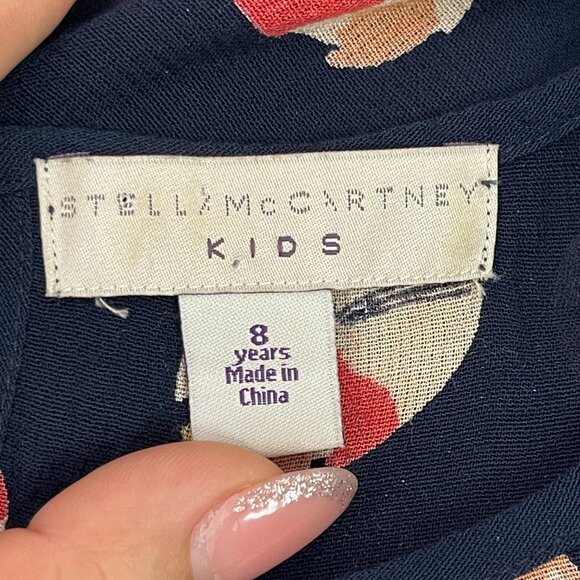 STELLA McCARTNEY
KIDS
8
years
Made in
China